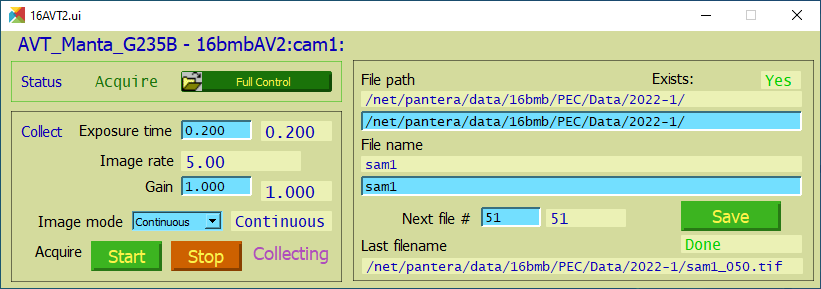 16AVT2.ui
AVT_Manta_G235B - 16bmbAV2:cam1:
Status Acquire Full Control
Collect Exposure time 0.200 0.200
Image rate 5.00
Gain 1.000 1.000
Image mode Continuous Continuous
Acquire Start Stop Collecting
File path Exists: Yes
/net/pantera/data/16bmb/PEC/Data/2022-1/
/net/pantera/data/16bmb/PEC/Data/2022-1/
File name
sam1
sam1
Next file # 51 51 Save
Last filename Done
/net/pantera/data/16bmb/PEC/Data/2022-1/sam1_050.tif